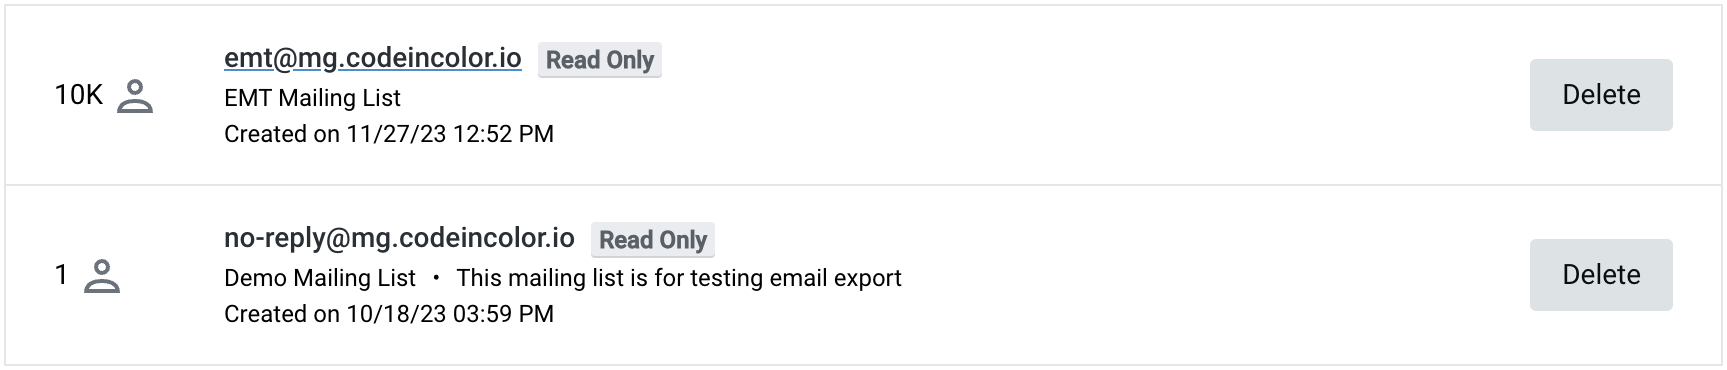 10K
emt@mg.codeincolor.io Read Only
EMT Mailing List
Created on 11/27/23 12:52 PM
Delete
1
no-reply@mg.codeincolor.io Read Only
Demo Mailing List • This mailing list is for testing email export
Created on 10/18/23 03:59 PM
Delete